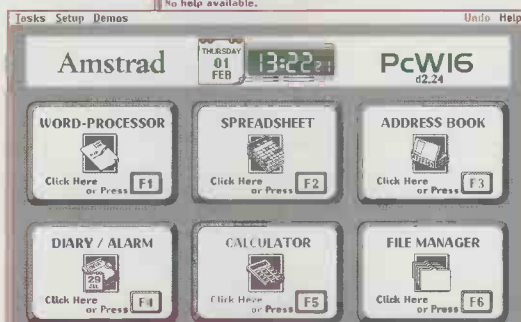 No help available.
Tasks Setup Demos Undo Help
Amstrad
THURSDAY
01
FEB
13:22 21
PcW16
d2.24
WORD-PROCESSOR
Click Here
or Press F1
SPREADSHEET
Click Here
or Press F2
ADDRESS BOOK
Click Here
or Press F3
DIARY / ALARM
29
Click Here
or Press F4
CALCULATOR
Click Here
or Press F5
FILE MANAGER
Click Here
or Press F6